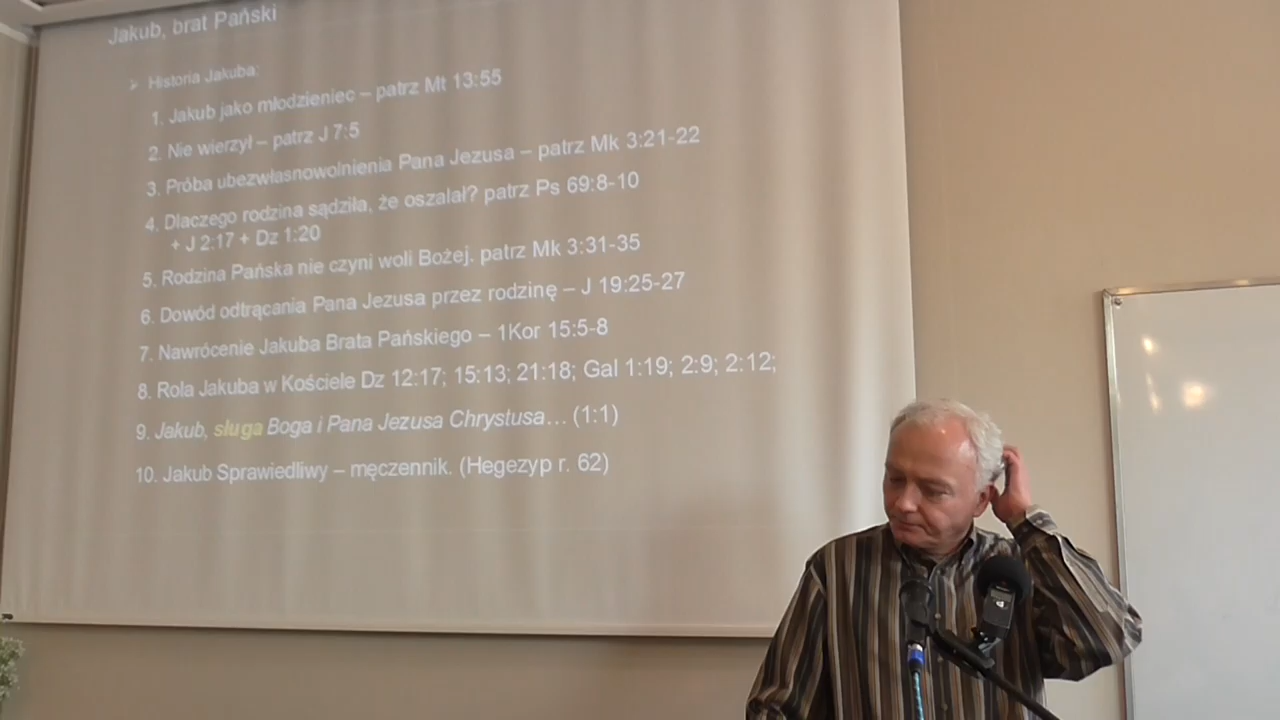 Jakub, brat Pański
➢ Historia Jakuba:
1. Jakub jako młodzieniec – patrz Mt 13:55
2. Nie wierzył – patrz J 7:5
3. Próba ubezwłasnowolnienia Pana Jezusa – patrz Mk 3:21-22
4. Dlaczego rodzina sądziła, że oszalał? patrz Ps 69:8-10
+ J 2:17 + Dz 1:20
5. Rodzina Pańska nie czyni woli Bożej. patrz Mk 3:31-35
6. Dowód odtrącania Pana Jezusa przez rodzinę – J 19:25-27
7. Nawrócenie Jakuba Brata Pańskiego – 1Kor 15:5-8
8. Rola Jakuba w Kościele Dz 12:17; 15:13; 21:18; Gal 1:19; 2:9; 2:12;
9. Jakub, sługa Boga i Pana Jezusa Chrystusa... (1:1)
10. Jakub Sprawiedliwy – męczennik. (Hegezyp r. 62)